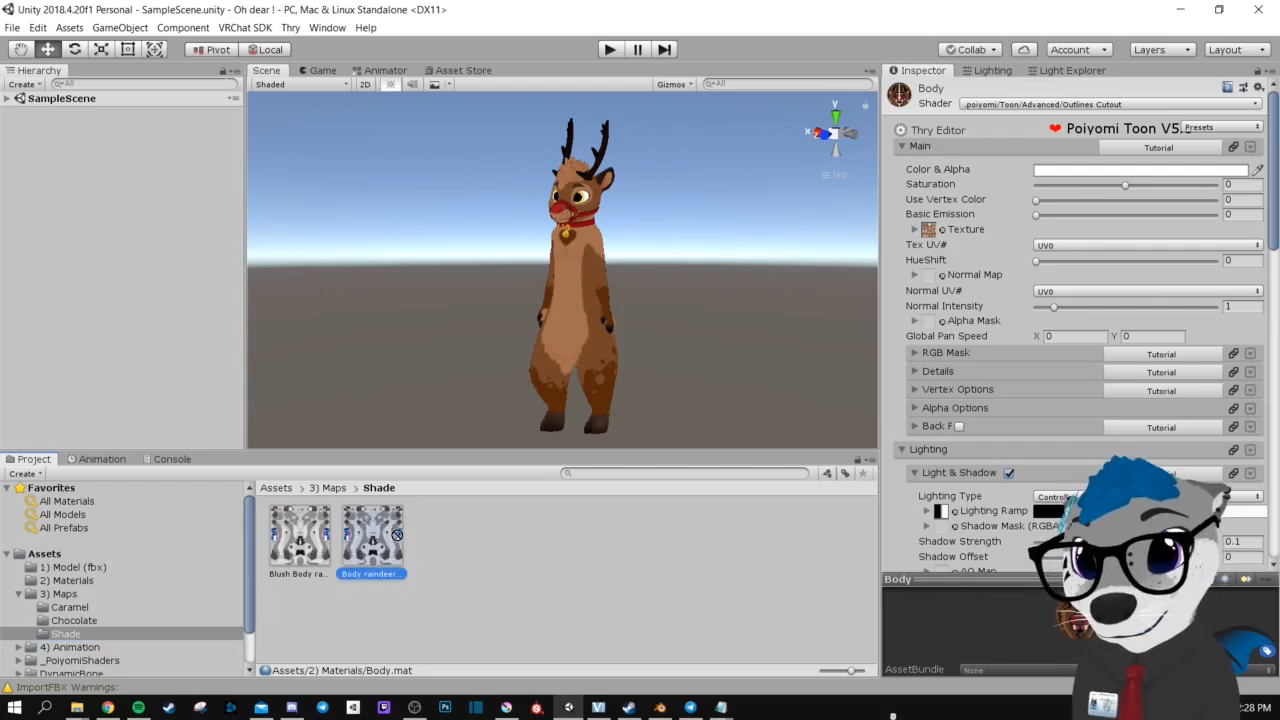 Unity 2018.4.20f1 Personal - SampleScene.unity - Oh dear ! - PC, Mac & Linux Standalone <DX11>
File Edit Assets GameObject Component VRChat SDK Thry Window Help
Pivot Local Collab Account Layers Layout
Hierarchy Scene Game Animator Asset Store Inspector Lighting Light Explorer
Create All Shaded 2D Gizmos All
SampleScene
y
x
Iso
Body
Shader .poiyomi/Toon/Advanced/Outlines Cutout
Thry Editor Poiyomi Toon V5. Presets
Main Tutorial
Color & Alpha
Saturation 0
Use Vertex Color 0
Basic Emission 0
Texture
Tex UV# UV0
HueShift 0
Normal Map
Normal UV# UV0
Normal Intensity 1
Alpha Mask
Global Pan Speed X 0 Y 0
RGB Mask Tutorial
Details Tutorial
Vertex Options Tutorial
Alpha Options
Back F Tutorial
Lighting
Light & Shadow
Lighting Type
Lighting Ramp
Shadow Mask (RGBA
Shadow Strength 0.1
Shadow Offset 0
AO Map
Body
AssetBundle None
Project Animation Console
Create
Favorites
All Materials
All Models
All Prefabs
Assets
1) Model (fbx)
2) Materials
3) Maps
Caramel
Chocolate
Shade
4) Animation
_PoiyomiShaders
DynamicBone
Assets 3) Maps Shade
Blush Body ra... Body raindeer...
Assets/2) Materials/Body.mat
ImportFBX Warnings:
:28 PM